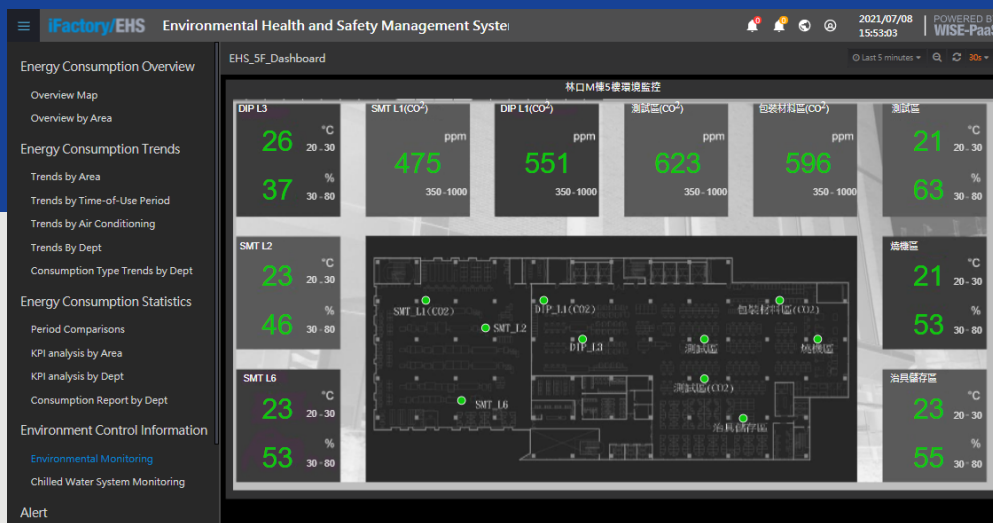 iFactory/EHS Environmental Health and Safety Management Syste
2021/07/08
15:53:03
POWERED B
WISE-PaaS
Energy Consumption Overview
Overview Map
Overview by Area
Energy Consumption Trends
Trends by Area
Trends by Time-of-Use Period
Trends by Air Conditioning
Trends By Dept
Consumption Type Trends by Dept
Energy Consumption Statistics
Period Comparisons
KPI analysis by Area
KPI analysis by Dept
Consumption Report by Dept
Environment Control Information
Environmental Monitoring
Chilled Water System Monitoring
Alert
EHS_5F_Dashboard
Last 5 minutes
30s
林口M棟5樓環境監控
DIP L3
26 °C 20-30
37 % 30-80
SMT L1(CO²)
ppm
475
350-1000
DIP L1(CO²)
ppm
551
350-1000
測試區(CO²)
ppm
623
350-1000
包裝材料區(CO²)
ppm
596
350-1000
測試區
21 °C 20-30
63 % 30-80
SMT L2
23 °C 20-30
46 % 30-80
燒機區
21 °C 20-30
53 % 30-80
SMT L6
23 °C 20-30
53 % 30-80
治具儲存區
23 °C 20-30
55 % 30-80
SMT_L1(CO2)
DIP_L1(CO2)
包裝材料區(CO2)
SMT_L2
DIP_L3
測試區
燒機區
測試區(CO2)
SMT_L6
治具儲存區